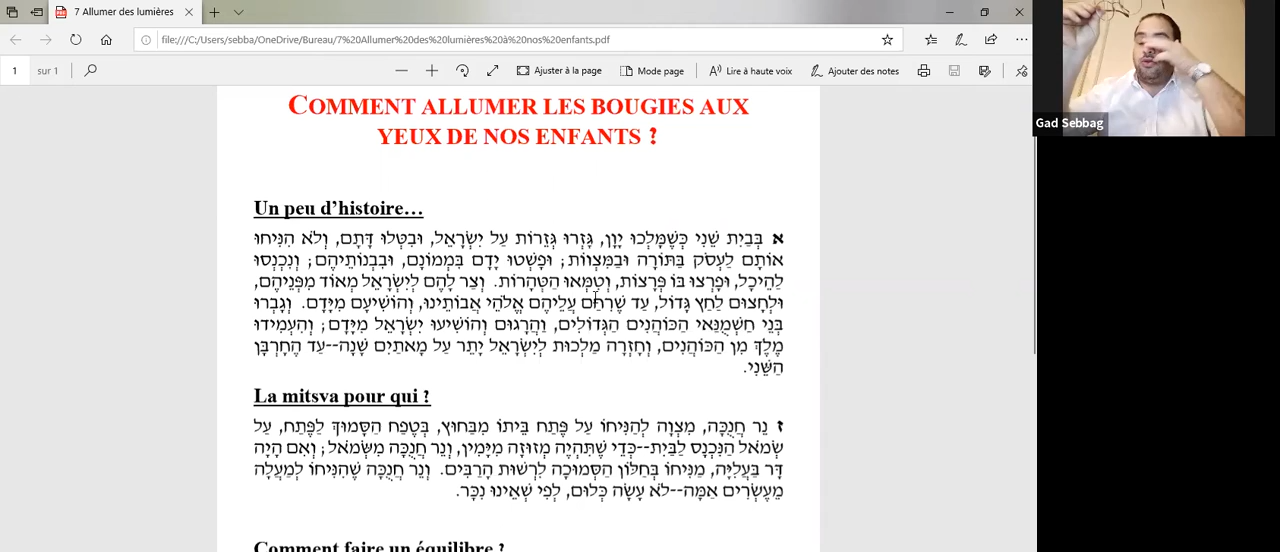 7 Allumer des lumières
file:///C:/Users/sebba/OneDrive/Bureau/7%20Allumer%20des%20lumières%20à%20nos%20enfants.pdf
1 sur 1
Ajuster à la page
Mode page
Lire à haute voix
Ajouter des notes
Gad Sebbag
COMMENT ALLUMER LES BOUGIES AUX
YEUX DE NOS ENFANTS ?
Un peu d’histoire…
א בְּבַיִת שֵׁנִי כְּשֶׁמָּלְכוּ יָוָן, גָּזְרוּ גְּזֵרוֹת עַל יִשְׂרָאֵל, וּבִטְּלוּ דָּתָם, וְלֹא הִנִּיחוּ
אוֹתָם לַעְסֹק בַּתּוֹרָה וּבַמִּצְווֹת; וּפָשְׁטוּ יָדָם בְּמָמוֹנָם, וּבִבְנוֹתֵיהֶם; וְנִכְנְסוּ
לַהֵיכָל, וּפָרְצוּ בּוֹ פְּרָצוֹת, וְטִמְּאוּ הַטְּהָרוֹת. וְצַר לָהֶם לְיִשְׂרָאֵל מְאוֹד מִפְּנֵיהֶם,
וּלְחָצוּם לַחַץ גָּדוֹל, עַד שֶׁרִחַם עֲלֵיהֶם אֱלֹהֵי אֲבוֹתֵינוּ, וְהוֹשִׁיעָם מִיָּדָם. וְגָבְרוּ
בְּנֵי חַשְׁמֻנַּאי הַכּוֹהֲנִים הַגְּדוֹלִים, וַהֲרָגוּם וְהוֹשִׁיעוּ יִשְׂרָאֵל מִיָּדָם; וְהִעְמִידוּ
מֶלֶךְ מִן הַכּוֹהֲנִים, וְחָזְרָה מַלְכוּת לְיִשְׂרָאֵל יָתֵר עַל מָאתַיִם שָׁנָה--עַד הַחֻרְבָּן
הַשֵּׁנִי.
La mitsva pour qui ?
ז נֵר חֲנֻכָּה, מִצְוָה לְהַנִּיחוֹ עַל פֶּתַח בֵּיתוֹ מִבַּחוּץ, בְּטֶפַח הַסָּמוּךְ לַפֶּתַח, עַל
שְׂמֹאל הַנִּכְנָס לַבַּיִת--כְּדֵי שֶׁתִּהְיֶה מְזוּזָה מִיָּמִין, וְנֵר חֲנֻכָּה מִשְּׂמֹאל; וְאִם הָיָה
דָּר בַּעֲלִיָּה, מַנִּיחוֹ בְּחַלּוֹן הַסְּמוּכָה לִרְשׁוּת הָרַבִּים. וְנֵר חֲנֻכָּה שֶׁהִנִּיחוֹ לְמַעְלָה
מֵעֶשְׂרִים אַמָּה--לֹא עָשָׂה כְּלוּם, לְפִי שְׁאֵינוּ נִכָּר.
Comment faire un équilibre ?